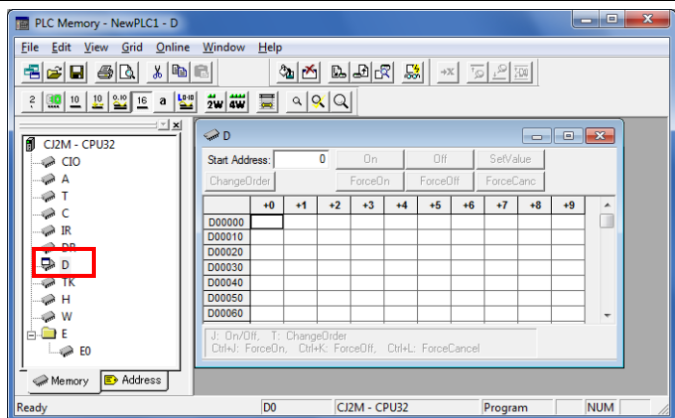 PLC Memory - NewPLC1 - D
File Edit View Grid Online Window Help
2 10 10 0.10 16 a 2W 4W
CJ2M - CPU32
CIO
A
T
C
IR
DR
D
TK
H
W
E
E0
Memory Address
D
Start Address: 0 On Off SetValue
ChangeOrder ForceOn ForceOff ForceCanc
+0 +1 +2 +3 +4 +5 +6 +7 +8 +9
D00000
D00010
D00020
D00030
D00040
D00050
D00060
J: On/Off, T: ChangeOrder
Ctrl+J: ForceOn, Ctrl+K: ForceOff, Ctrl+L: ForceCancel
Ready D0 CJ2M - CPU32 Program NUM